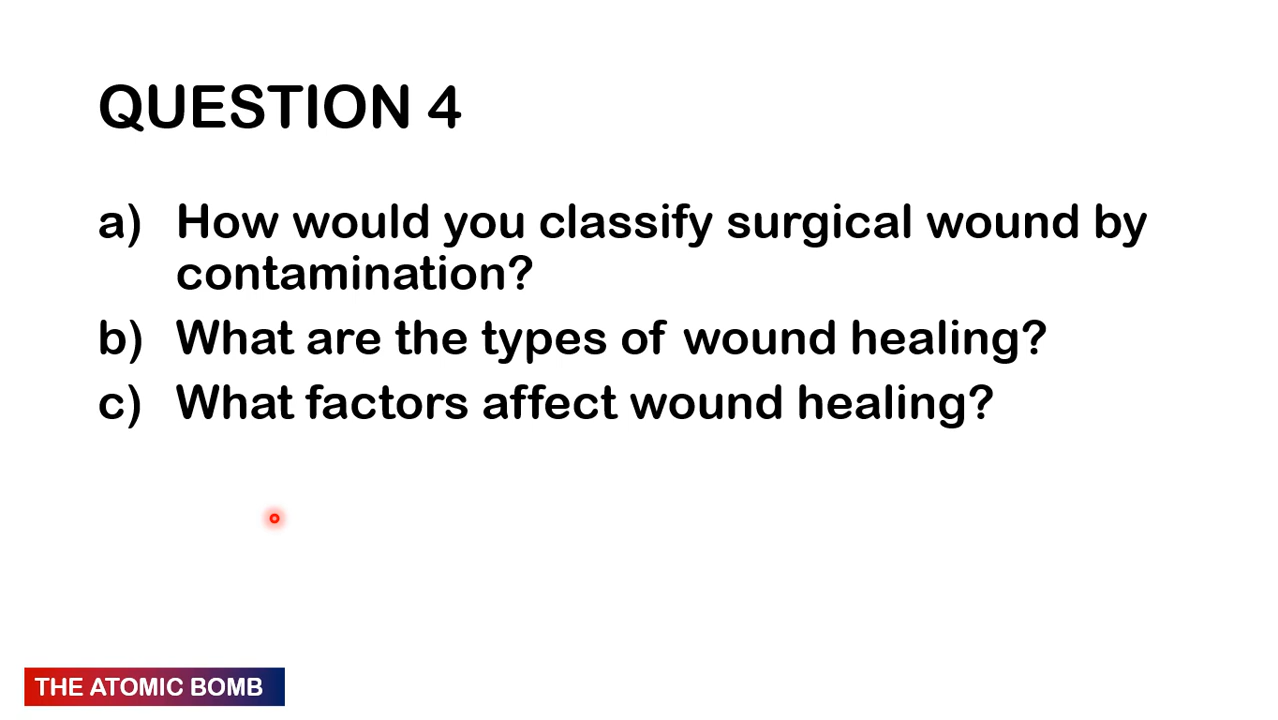 QUESTION 4
a) How would you classify surgical wound by
contamination?
b) What are the types of wound healing?
c) What factors affect wound healing?
THE ATOMIC BOMB